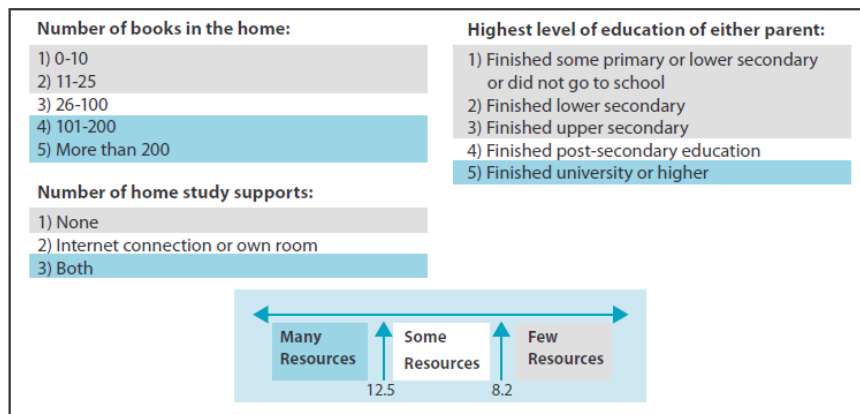 Number of books in the home:
1) 0-10
2) 11-25
3) 26-100
4) 101-200
5) More than 200
Number of home study supports:
1) None
2) Internet connection or own room
3) Both
Highest level of education of either parent:
1) Finished some primary or lower secondary
or did not go to school
2) Finished lower secondary
3) Finished upper secondary
4) Finished post-secondary education
5) Finished university or higher
Many
Resources
Some
Resources
Few
Resources
12.5
8.2